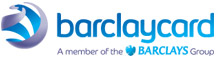 barclaycard
A member of the BARCLAYS Group